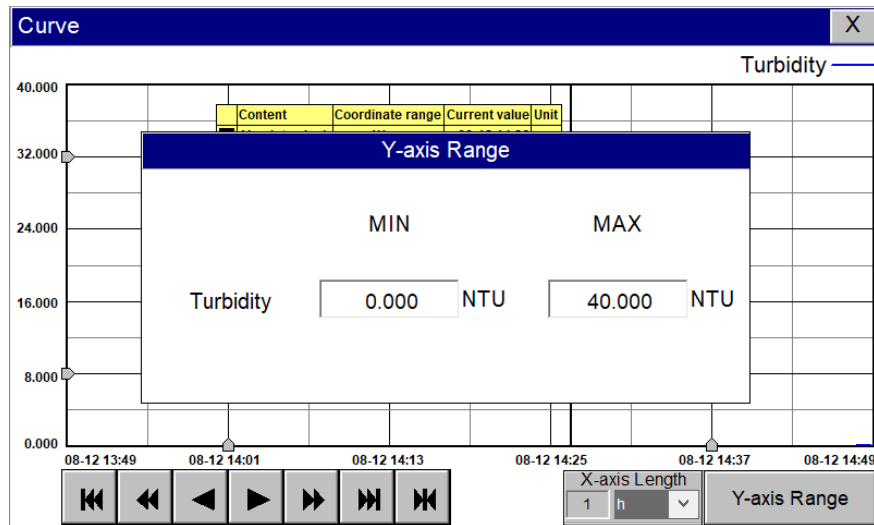 Curve X
Turbidity
40.000
Content Coordinate range Current value Unit
Y-axis Range
32.000
MIN MAX
24.000
Turbidity 0.000 NTU 40.000 NTU
16.000
8.000
0.000
08-12 13:49 08-12 14:01 08-12 14:13 08-12 14:25 08-12 14:37 08-12 14:49
X-axis Length
1 h
Y-axis Range